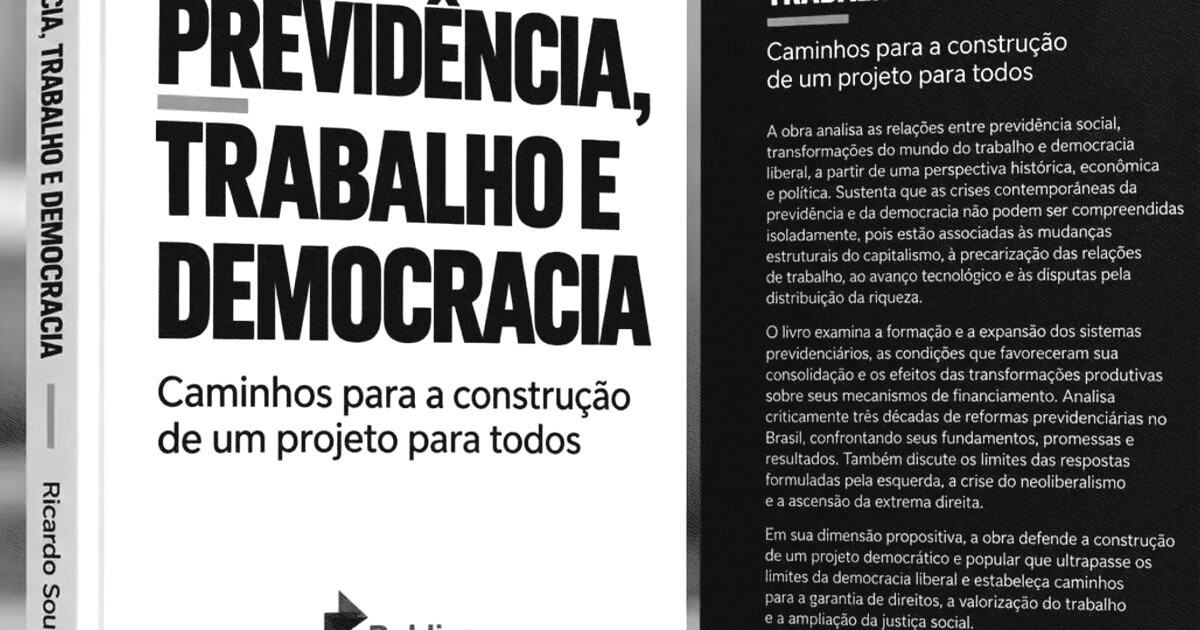 TRABALHO E DEMOCRACIA
Ricardo
PREVIDÊNCIA,
TRABALHO E
DEMOCRACIA
Caminhos para a construção
de um projeto para todos
Caminhos para a construção
de um projeto para todos
A obra analisa as relações entre previdência social,
transformações do mundo do trabalho e democracia
liberal, a partir de uma perspectiva histórica, econômica
e política. Sustenta que as crises contemporâneas da
previdência e da democracia não podem ser compreendidas
isoladamente, pois estão associadas às mudanças
estruturais do capitalismo, à precarização das relações
de trabalho, ao avanço tecnológico e às disputas pela
distribuição da riqueza.
O livro examina a formação e a expansão dos sistemas
previdenciários, as condições que favoreceram sua
consolidação e os efeitos das transformações produtivas
sobre seus mecanismos de financiamento. Analisa
criticamente três décadas de reformas previdenciárias no
Brasil, confrontando seus fundamentos, promessas e
resultados. Também discute os limites das respostas
formuladas pela esquerda, a crise do neoliberalismo
e a ascensão da extrema direita.
Em sua dimensão propositiva, a obra defende a construção
de um projeto democrático e popular que ultrapasse os
limites da democracia liberal e estabeleça caminhos
para a garantia de direitos, a valorização do trabalho
e a ampliação da justiça social.